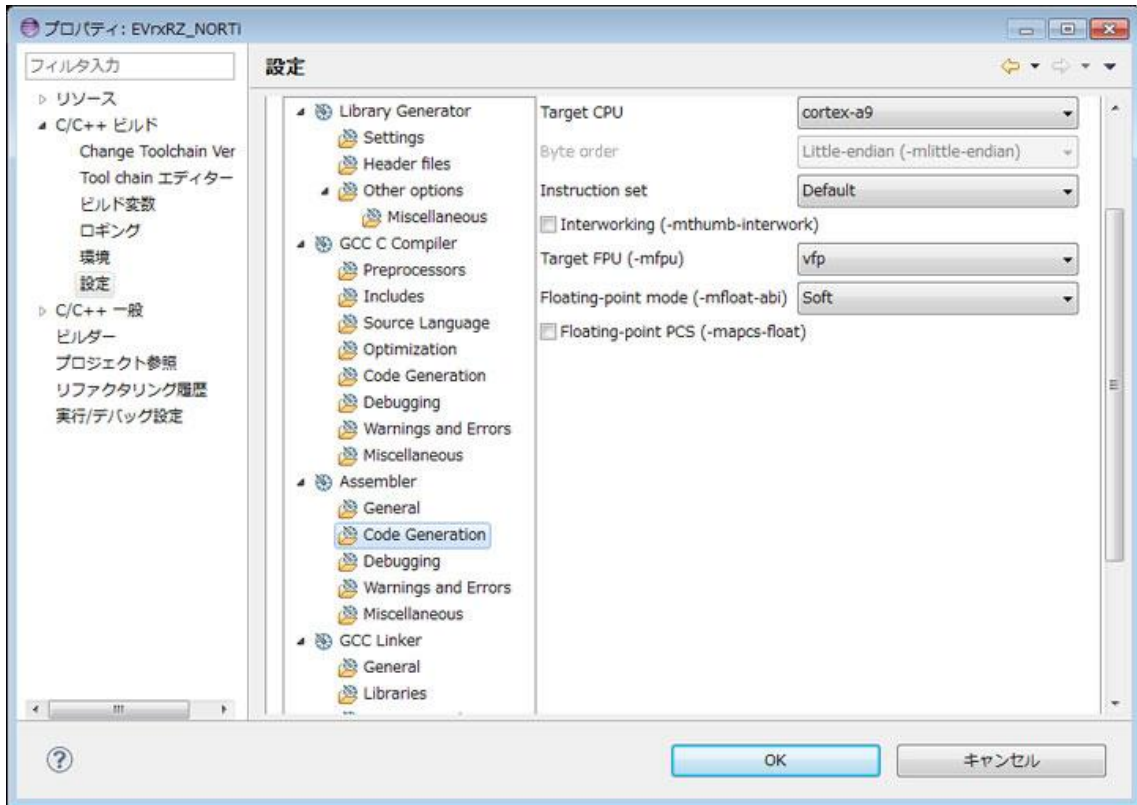 プロパティ: EVrxRZ_NORTi
フィルタ入力
リソース
C/C++ ビルド
Change Toolchain Ver
Tool chain エディター
ビルド変数
ロギング
環境
設定
C/C++ 一般
ビルダー
プロジェクト参照
リファクタリング履歴
実行/デバッグ設定
設定
Library Generator
Settings
Header files
Other options
Miscellaneous
GCC C Compiler
Preprocessors
Includes
Source Language
Optimization
Code Generation
Debugging
Warnings and Errors
Miscellaneous
Assembler
General
Code Generation
Debugging
Warnings and Errors
Miscellaneous
GCC Linker
General
Libraries
Target CPU cortex-a9
Byte order Little-endian (-mlittle-endian)
Instruction set Default
Interworking (-mthumb-interwork)
Target FPU (-mfpu) vfp
Floating-point mode (-mfloat-abi) Soft
Floating-point PCS (-mapcs-float)
OK キャンセル